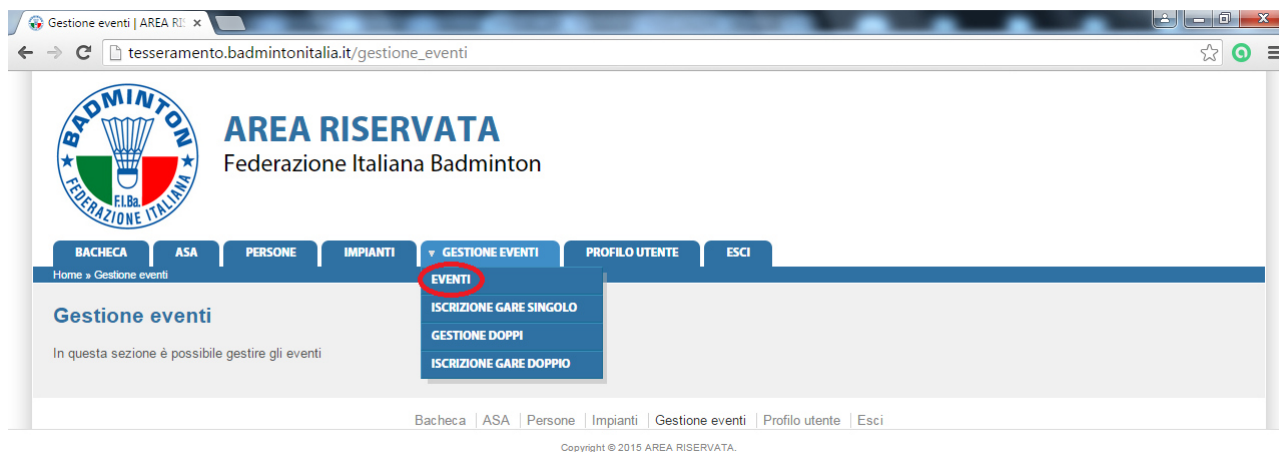 Gestione eventi | AREA RIS
tesseramento.badmintonitalia.it/gestione_eventi
BADMINTON
FEDERAZIONE ITALIANA
F.I.Ba.
AREA RISERVATA
Federazione Italiana Badminton
BACHECA ASA PERSONE IMPIANTI GESTIONE EVENTI PROFILO UTENTE ESCI
Home » Gestione eventi
EVENTI
ISCRIZIONE GARE SINGOLO
GESTIONE DOPPI
ISCRIZIONE GARE DOPPIO
Gestione eventi
In questa sezione è possibile gestire gli eventi
Bacheca | ASA | Persone | Impianti | Gestione eventi | Profilo utente | Esci
Copyright © 2015 AREA RISERVATA.